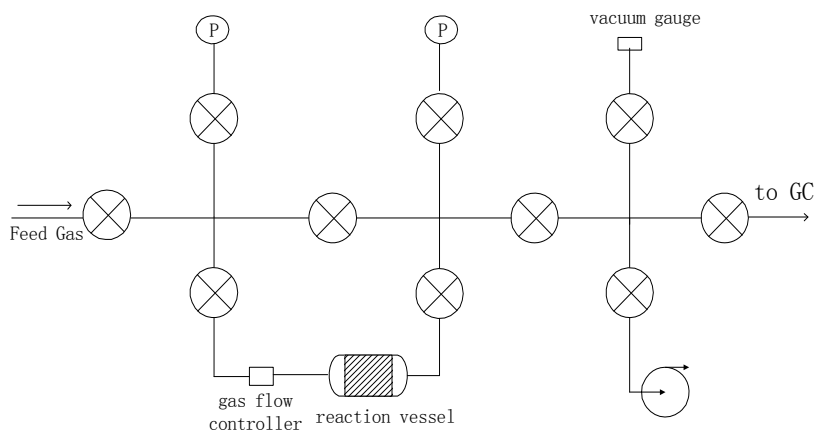 P
P
vacuum gauge
Feed Gas
to GC
gas flow
controller
reaction vessel